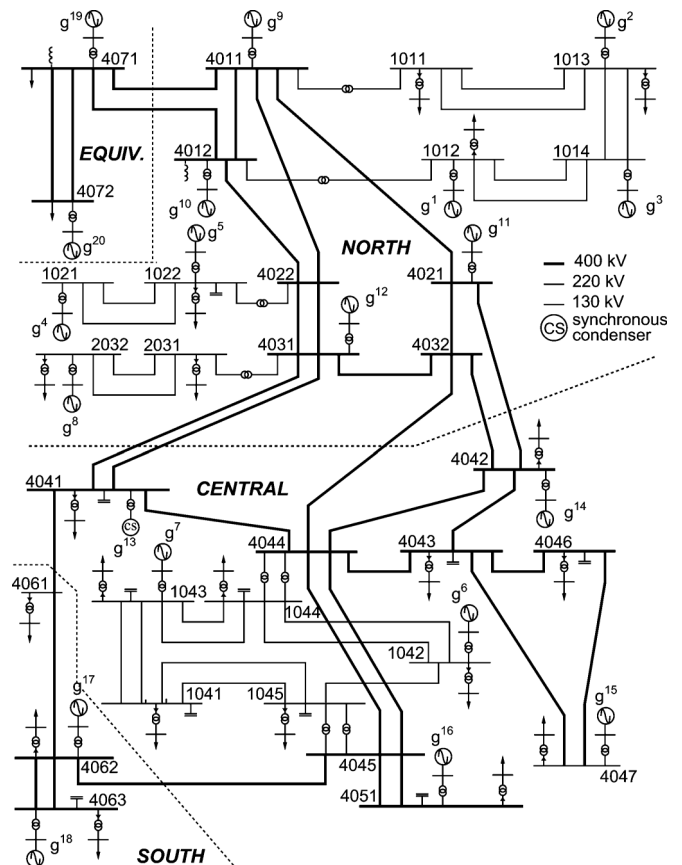 g19
g9
g2
4071
4011
1011
1013
EQUIV.
4012
1012
1014
4072
g10
g1
g3
g20
g5
g11
NORTH
1021
1022
4022
4021
400 kV
220 kV
130 kV
CS synchronous
condenser
g12
g4
2032
2031
4031
4032
g8
4042
CENTRAL
4041
g14
CS
g13
g7
4044
4043
4046
4061
1043
1044
g6
1042
g17
1041
1045
g15
g16
4062
4045
4047
4063
4051
g18
SOUTH